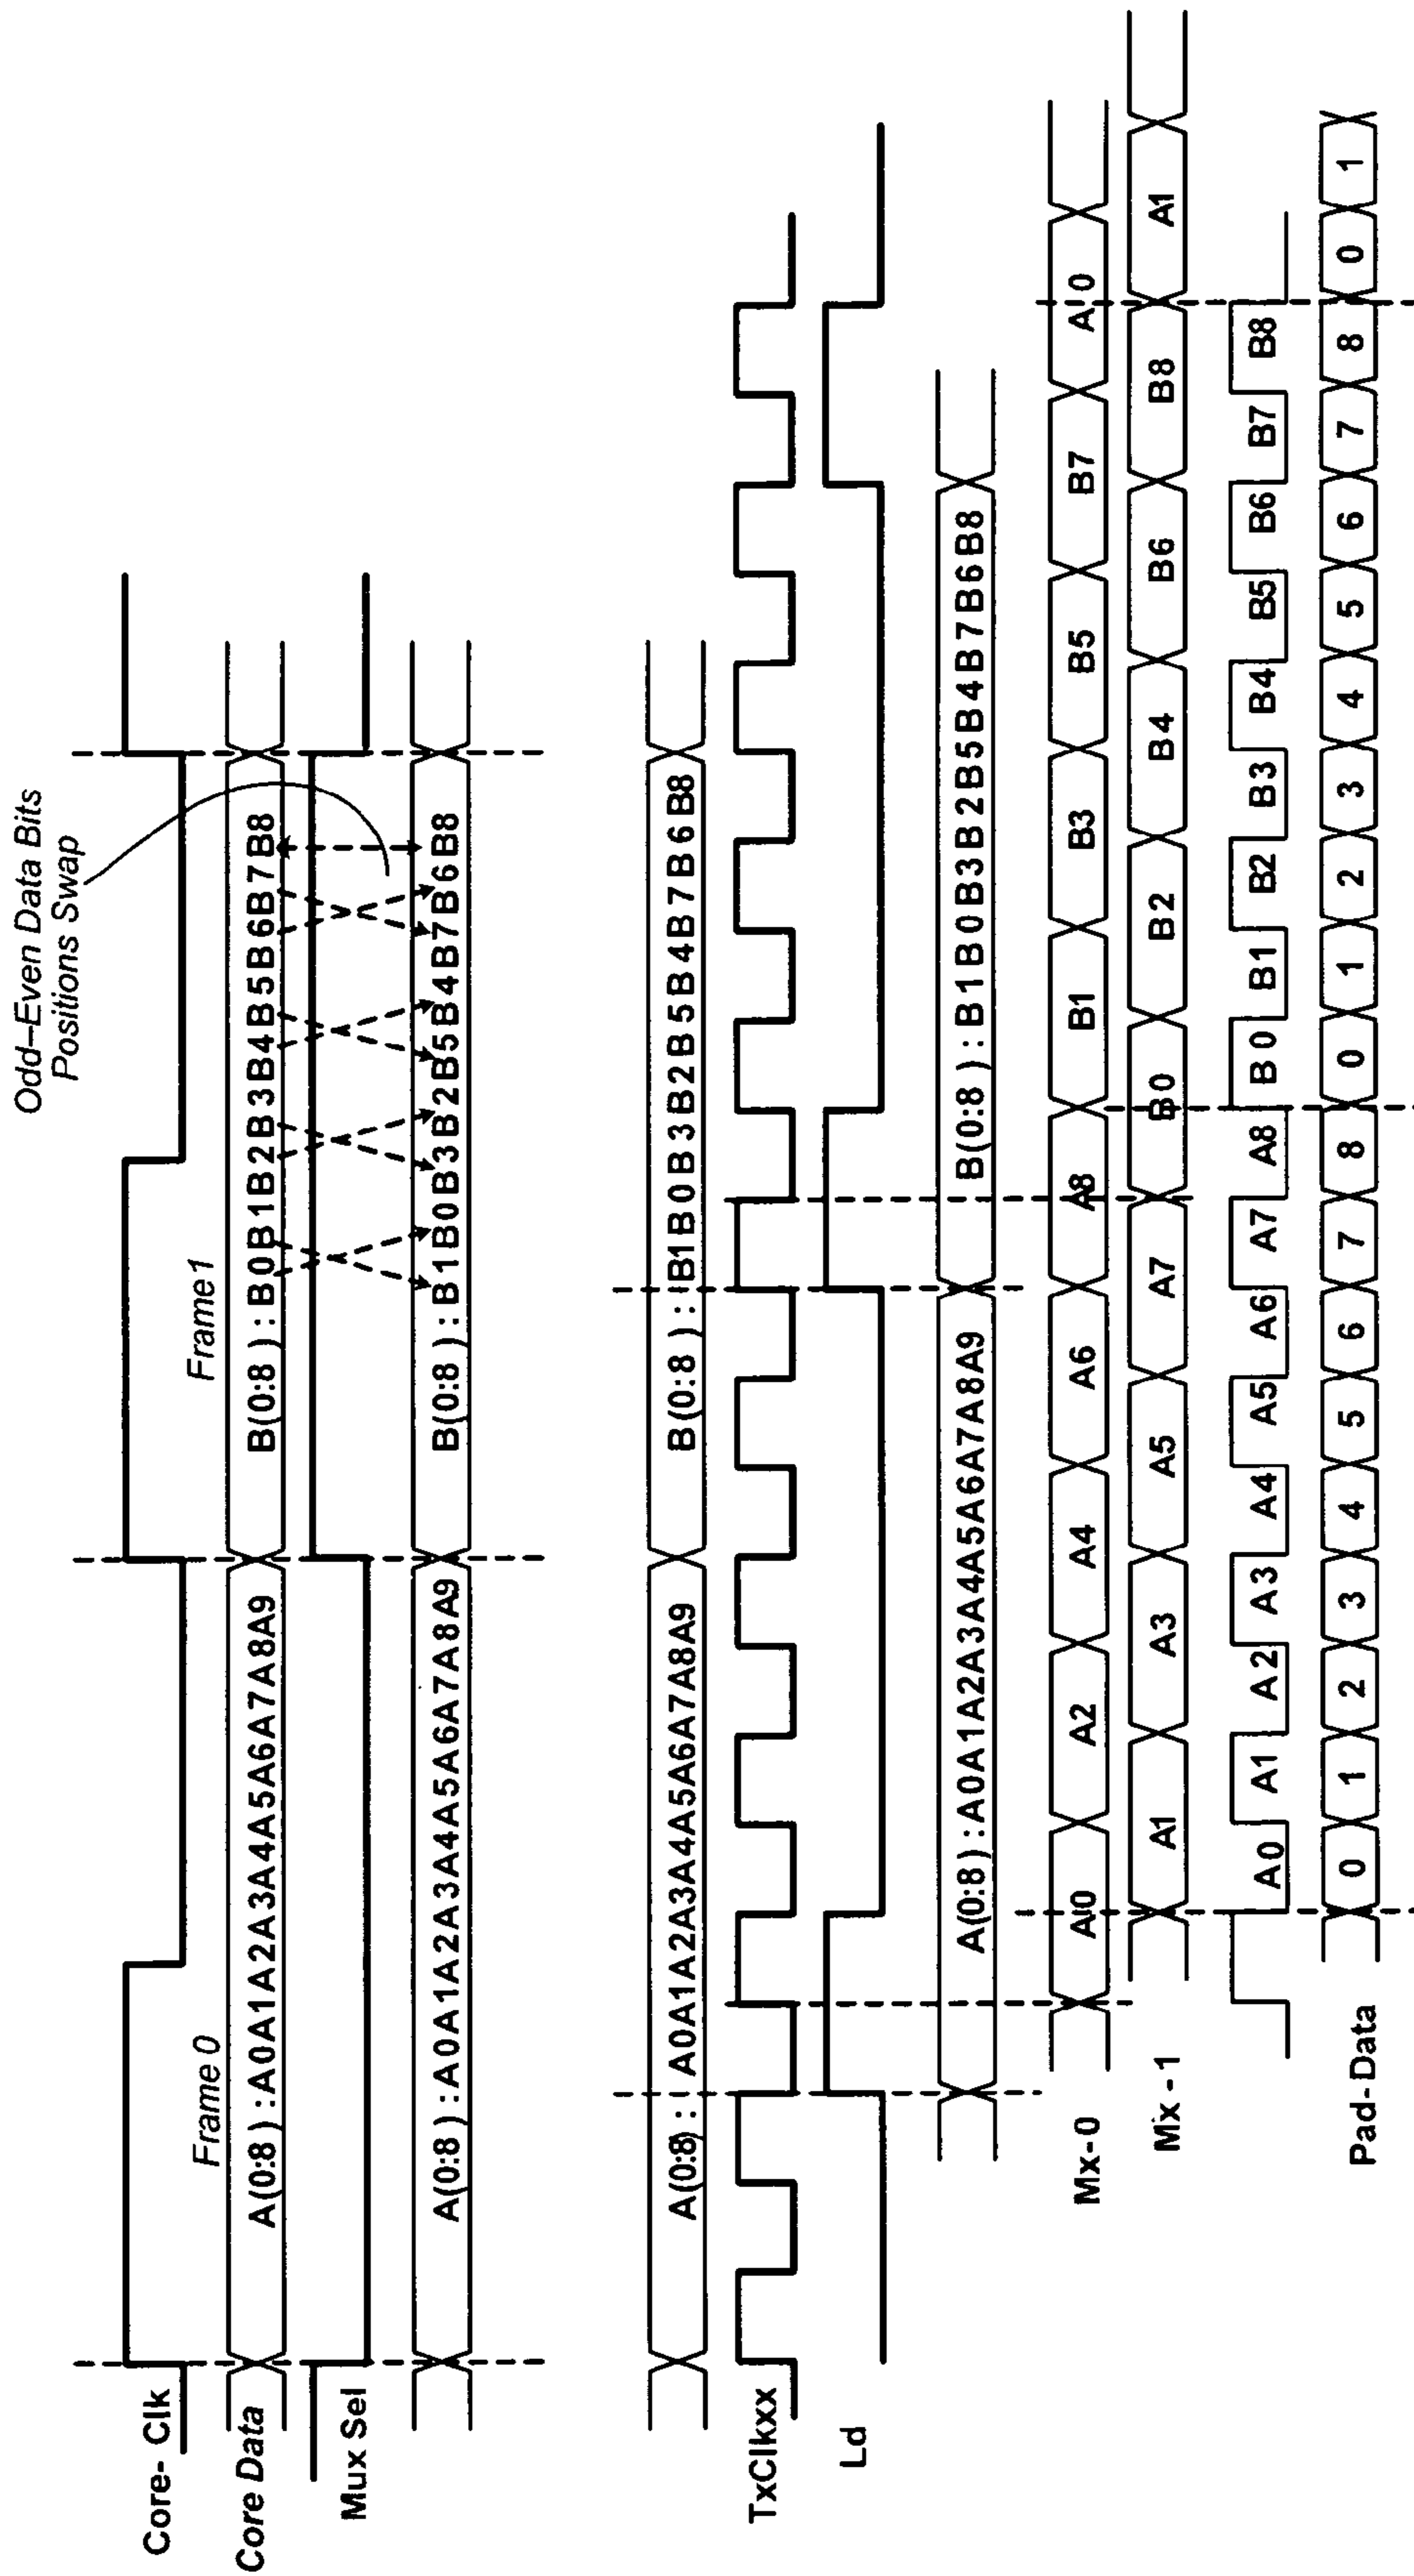 Odd–Even Data Bits
Positions Swap
Core- Clk
Frame 0
Frame1
Core Data
A(0:8) : A0A1A2A3A4A5A6A7A8A9
B(0:8) : B0B1B2B3B4B5B6B7B8
Mux Sel
A(0:8) : A0A1A2A3A4A5A6A7A8A9
B(0:8) : B1B0B3B2B5B4B7B6B8
A(0:8) : A0A1A2A3A4A5A6A7A8A9
B(0:8) : B1B0B3B2B5B4B7B6B8
TxClkxx
Ld
A(0:8) : A0A1A2A3A4A5A6A7A8A9
B(0:8) : B1B0B3B2B5B4B7B6B8
Mx-0
A0 A2 A4 A6 A8 B1 B3 B5 B7 A0
Mx -1
A1 A3 A5 A7 B0 B2 B4 B6 B8 A1
A0 A1 A2 A3 A4 A5 A6 A7 A8 B0 B1 B2 B3 B4 B5 B6 B7 B8
Pad-Data
0 1 2 3 4 5 6 7 8 0 1 2 3 4 5 6 7 8 0 1